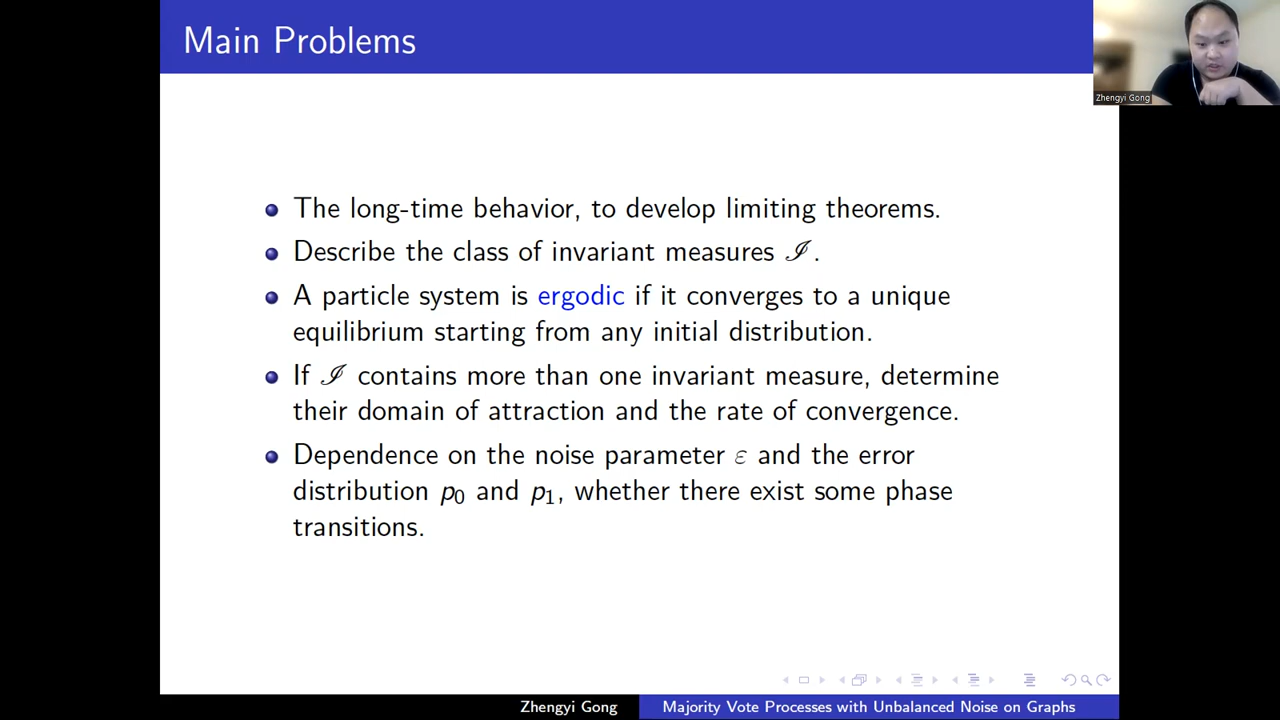 Main Problems
Zhengyi Gong
The long-time behavior, to develop limiting theorems.
Describe the class of invariant measures ℐ.
A particle system is ergodic if it converges to a unique
equilibrium starting from any initial distribution.
If ℐ contains more than one invariant measure, determine
their domain of attraction and the rate of convergence.
Dependence on the noise parameter ε and the error
distribution p₀ and p₁, whether there exist some phase
transitions.
Zhengyi Gong
Majority Vote Processes with Unbalanced Noise on Graphs